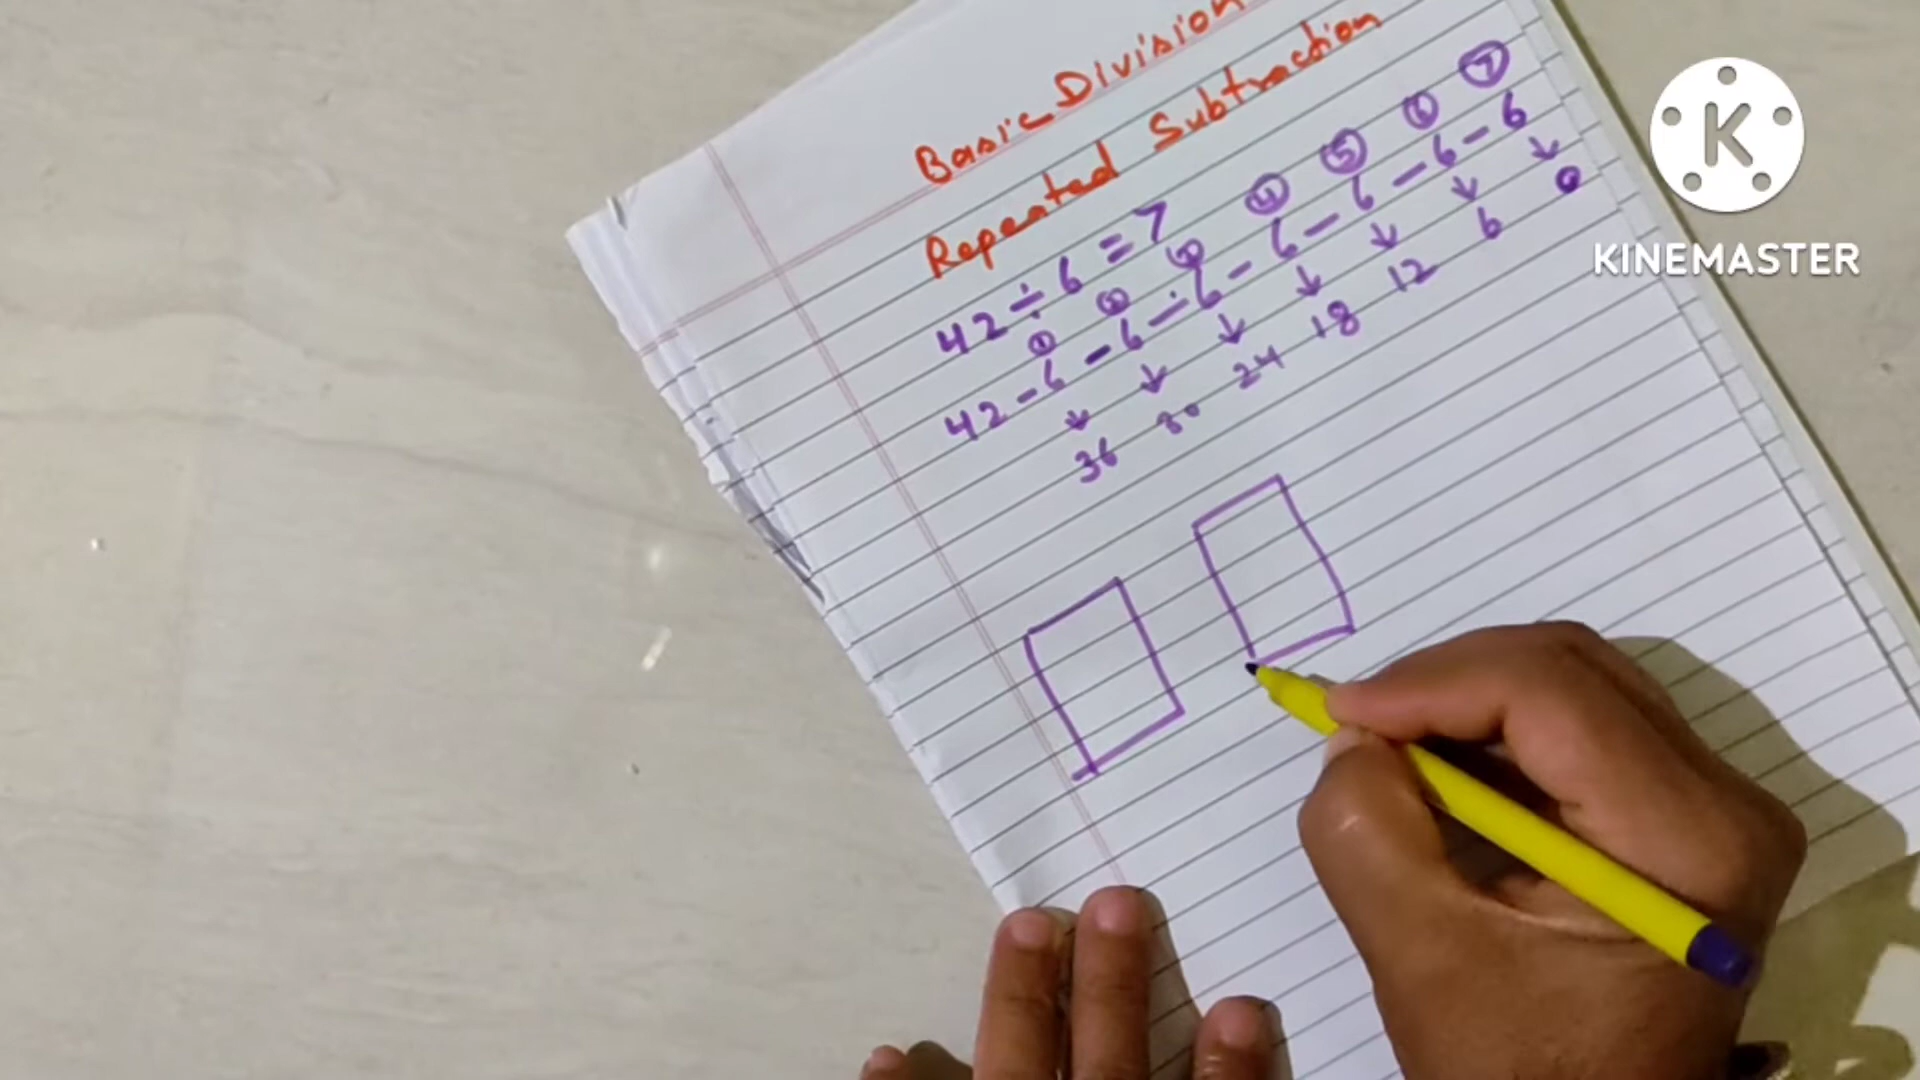 Basic Division
Repeated Subtraction
42 ÷ 6 = 7
① ② ④ ⑤ ⑥ ⑦
42 - 6 - 6 - 6 - 6 - 6 - 6 - 6
↓ ↓ ↓ ↓ ↓ ↓ ↓
36 30 24 18 12 6 0
K
KINEMASTER